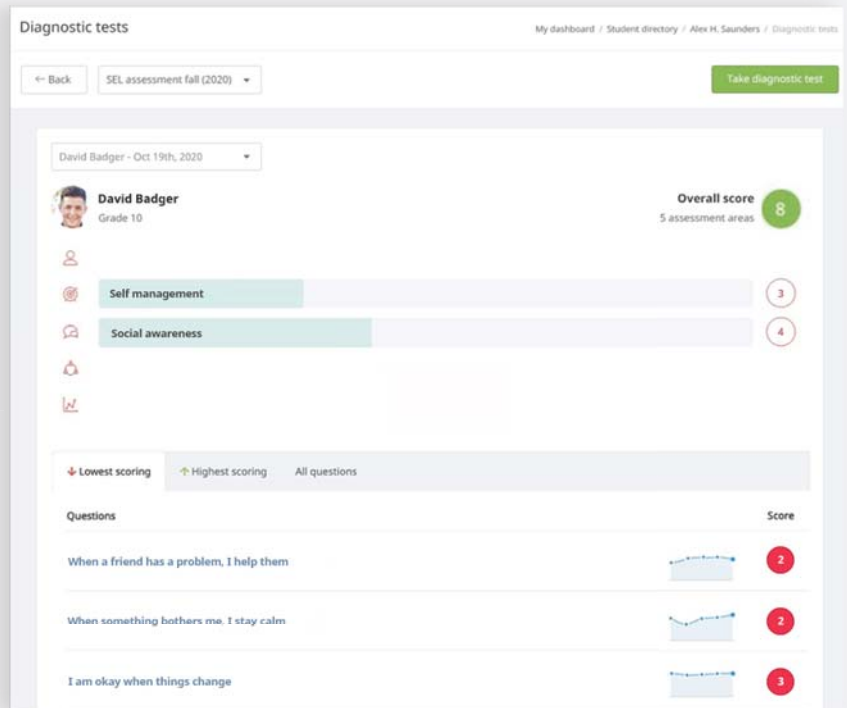 Diagnostic tests
My dashboard / Student directory / Alex H. Saunders / Diagnostic tests
← Back
SEL assessment fall (2020)
Take diagnostic test
David Badger - Oct 19th, 2020
David Badger
Grade 10
Overall score
5 assessment areas
8
Self management
3
Social awareness
4
↓ Lowest scoring ↑ Highest scoring All questions
Questions Score
When a friend has a problem, I help them 2
When something bothers me, I stay calm 2
I am okay when things change 3